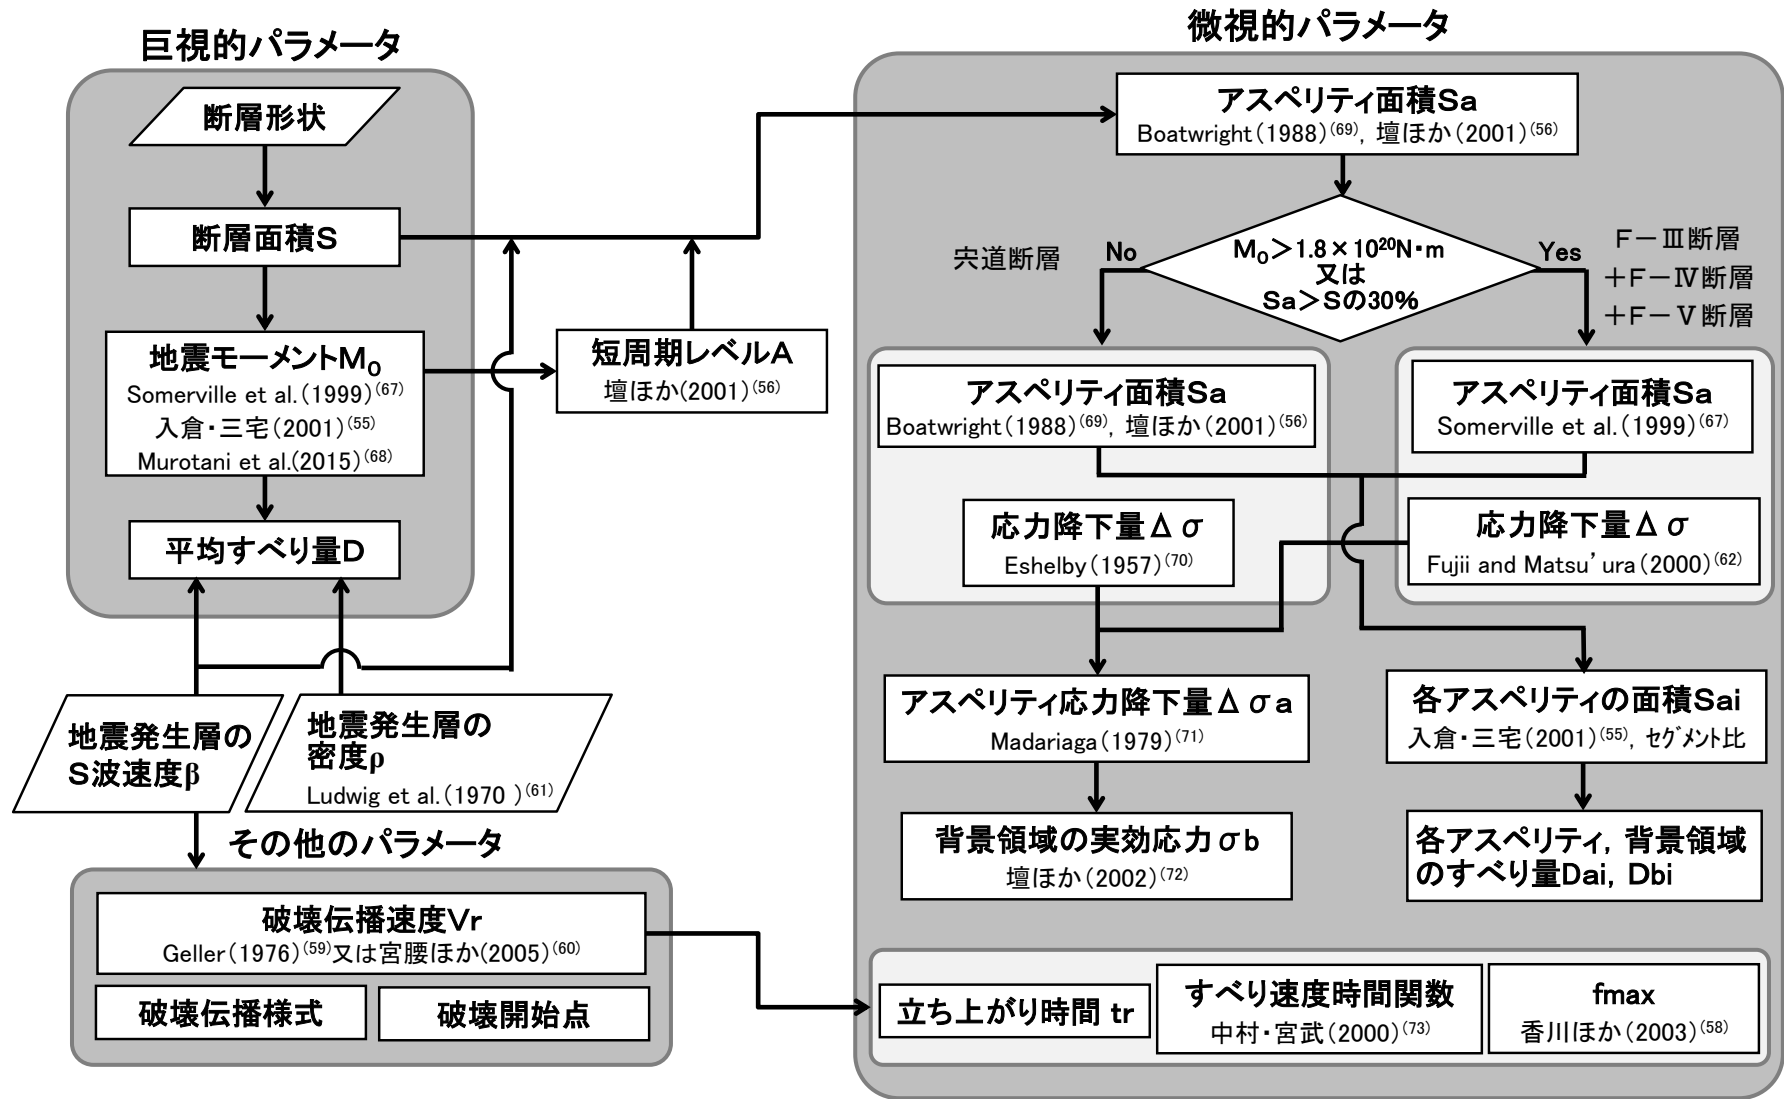 巨視的パラメータ
断層形状
断層面積S
地震モーメントM₀
Somerville et al.(1999)⁽⁶⁷⁾
入倉・三宅(2001)⁽⁵⁵⁾
Murotani et al.(2015)⁽⁶⁸⁾
平均すべり量D
短周期レベルA
壇ほか(2001)⁽⁵⁶⁾
地震発生層の
S波速度β
地震発生層の
密度ρ
Ludwig et al.(1970 )⁽⁶¹⁾
その他のパラメータ
破壊伝播速度Vr
Geller(1976)⁽⁵⁹⁾又は宮腰ほか(2005)⁽⁶⁰⁾
破壊伝播様式
破壊開始点
微視的パラメータ
アスペリティ面積Sa
Boatwright(1988)⁽⁶⁹⁾, 壇ほか(2001)⁽⁵⁶⁾
M₀>1.8×10²⁰N・m
又は
Sa>Sの30%
宍道断層
No
Yes
F-Ⅲ断層
+F-Ⅳ断層
+F-Ⅴ断層
アスペリティ面積Sa
Boatwright(1988)⁽⁶⁹⁾, 壇ほか(2001)⁽⁵⁶⁾
応力降下量Δσ
Eshelby(1957)⁽⁷⁰⁾
アスペリティ面積Sa
Somerville et al.(1999)⁽⁶⁷⁾
応力降下量Δσ
Fujii and Matsu'ura(2000)⁽⁶²⁾
アスペリティ応力降下量Δσa
Madariaga(1979)⁽⁷¹⁾
各アスペリティの面積Sai
入倉・三宅(2001)⁽⁵⁵⁾, ｾｸﾞﾒﾝﾄ比
背景領域の実効応力σb
壇ほか(2002)⁽⁷²⁾
各アスペリティ, 背景領域
のすべり量Dai, Dbi
立ち上がり時間 tr
すべり速度時間関数
中村・宮武(2000)⁽⁷³⁾
fmax
香川ほか(2003)⁽⁵⁸⁾